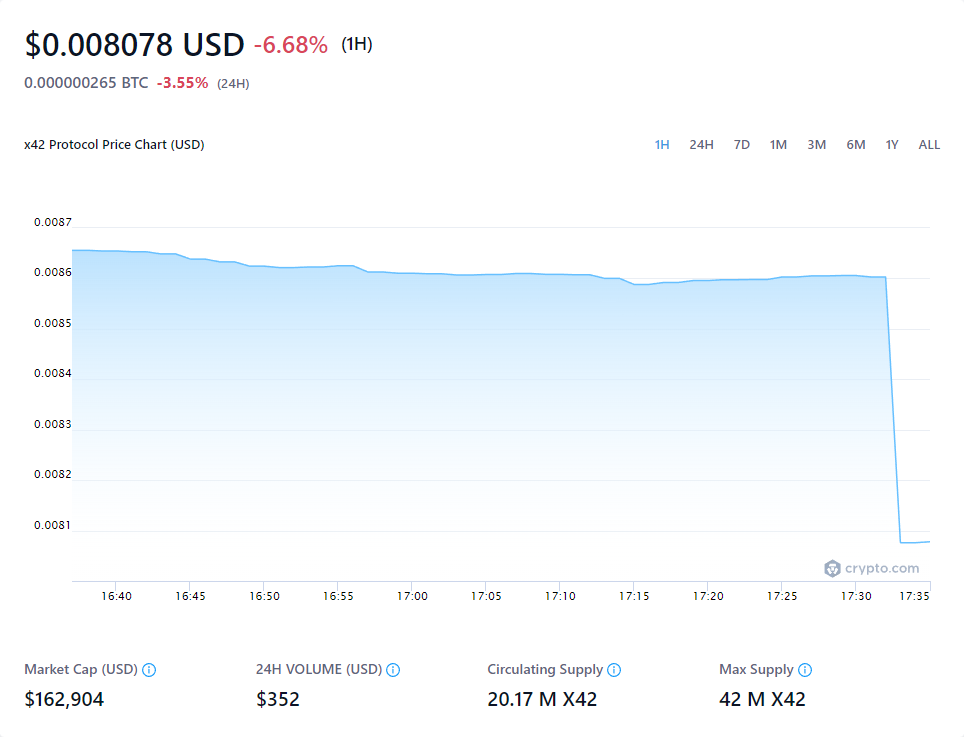 $0.008078 USD -6.68% (1H)
0.000000265 BTC -3.55% (24H)
x42 Protocol Price Chart (USD) 1H 24H 7D 1M 3M 6M 1Y ALL
0.0087
0.0086
0.0085
0.0084
0.0083
0.0082
0.0081
crypto.com
16:40 16:45 16:50 16:55 17:00 17:05 17:10 17:15 17:20 17:25 17:30 17:35
Market Cap (USD) 24H VOLUME (USD) Circulating Supply Max Supply
$162,904 $352 20.17 M X42 42 M X42